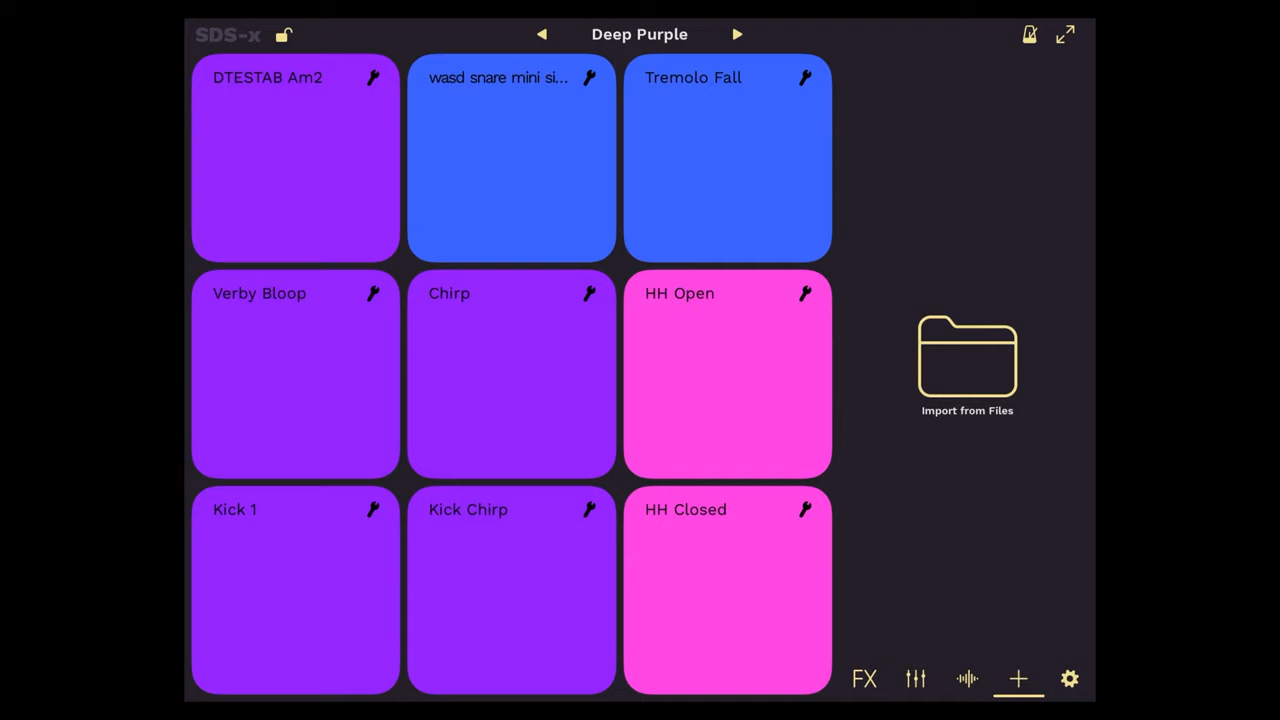 SDS-x
Deep Purple
DTESTAB Am2
wasd snare mini si...
Tremolo Fall
Verby Bloop
Chirp
HH Open
Import from Files
Kick 1
Kick Chirp
HH Closed
FX